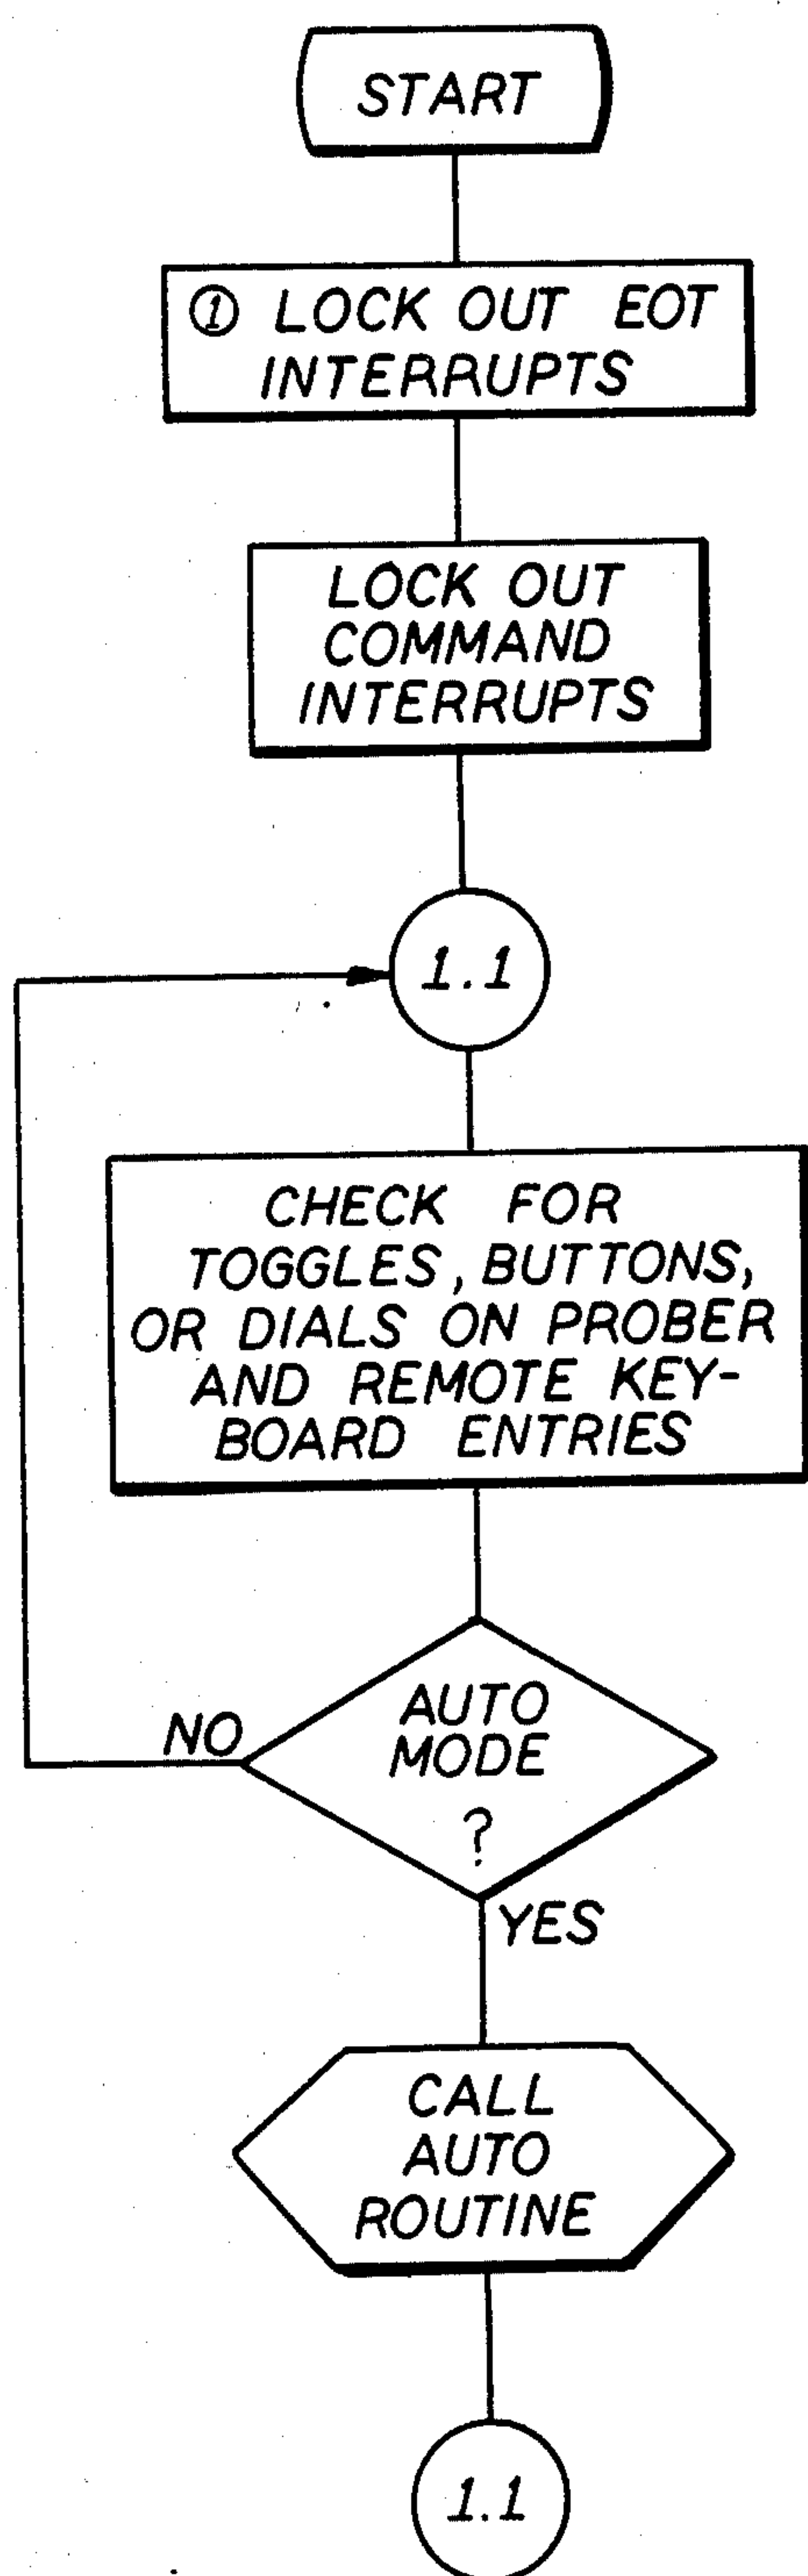 START
① LOCK OUT EOT
INTERRUPTS
LOCK OUT
COMMAND
INTERRUPTS
1.1
CHECK FOR
TOGGLES, BUTTONS,
OR DIALS ON PROBER
AND REMOTE KEY-
BOARD ENTRIES
AUTO
MODE
?
NO
YES
CALL
AUTO
ROUTINE
1.1